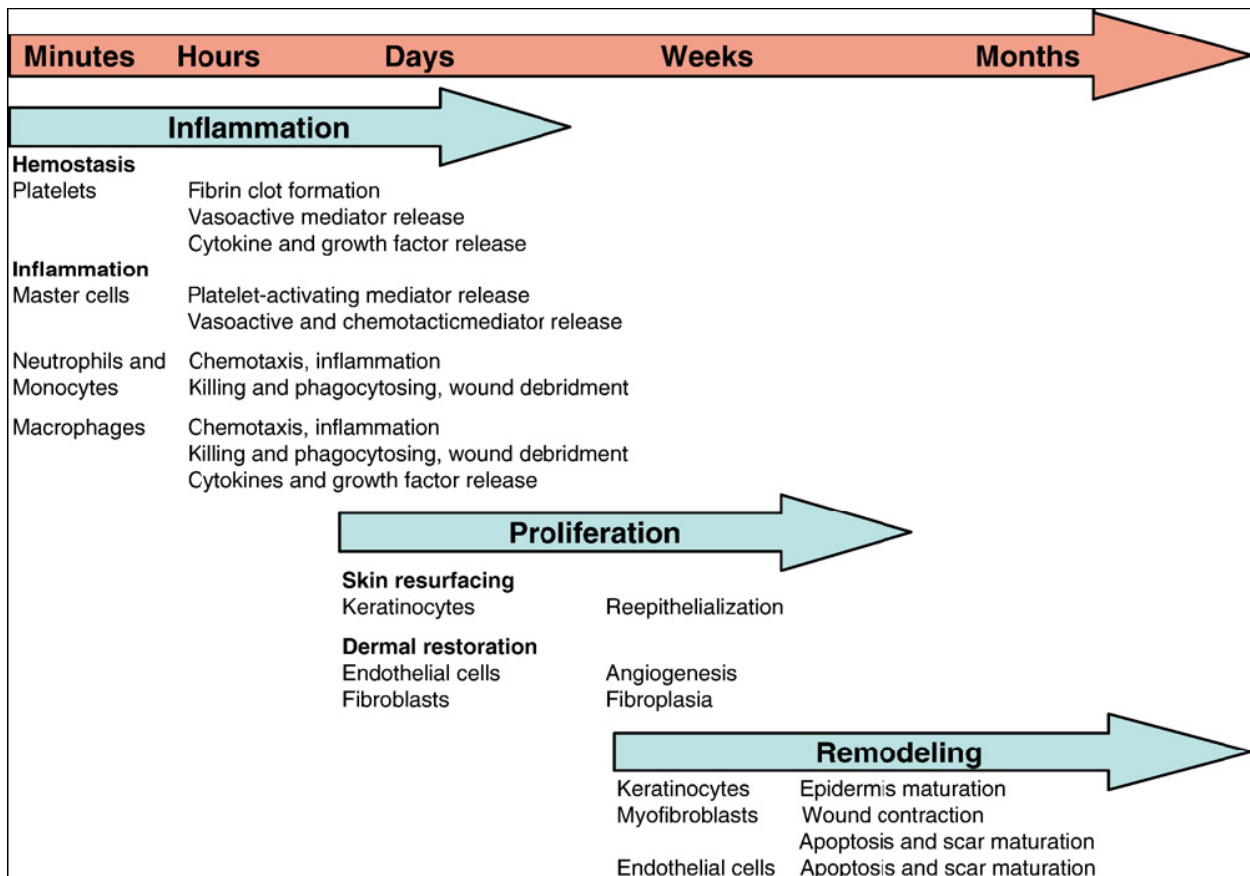 Minutes Hours Days Weeks Months
Inflammation
Hemostasis
Platelets Fibrin clot formation
Vasoactive mediator release
Cytokine and growth factor release
Inflammation
Master cells Platelet-activating mediator release
Vasoactive and chemotacticmediator release
Neutrophils and Chemotaxis, inflammation
Monocytes Killing and phagocytosing, wound debridment
Macrophages Chemotaxis, inflammation
Killing and phagocytosing, wound debridment
Cytokines and growth factor release
Proliferation
Skin resurfacing
Keratinocytes Reepithelialization
Dermal restoration
Endothelial cells Angiogenesis
Fibroblasts Fibroplasia
Remodeling
Keratinocytes Epidermis maturation
Myofibroblasts Wound contraction
Apoptosis and scar maturation
Endothelial cells Apoptosis and scar maturation